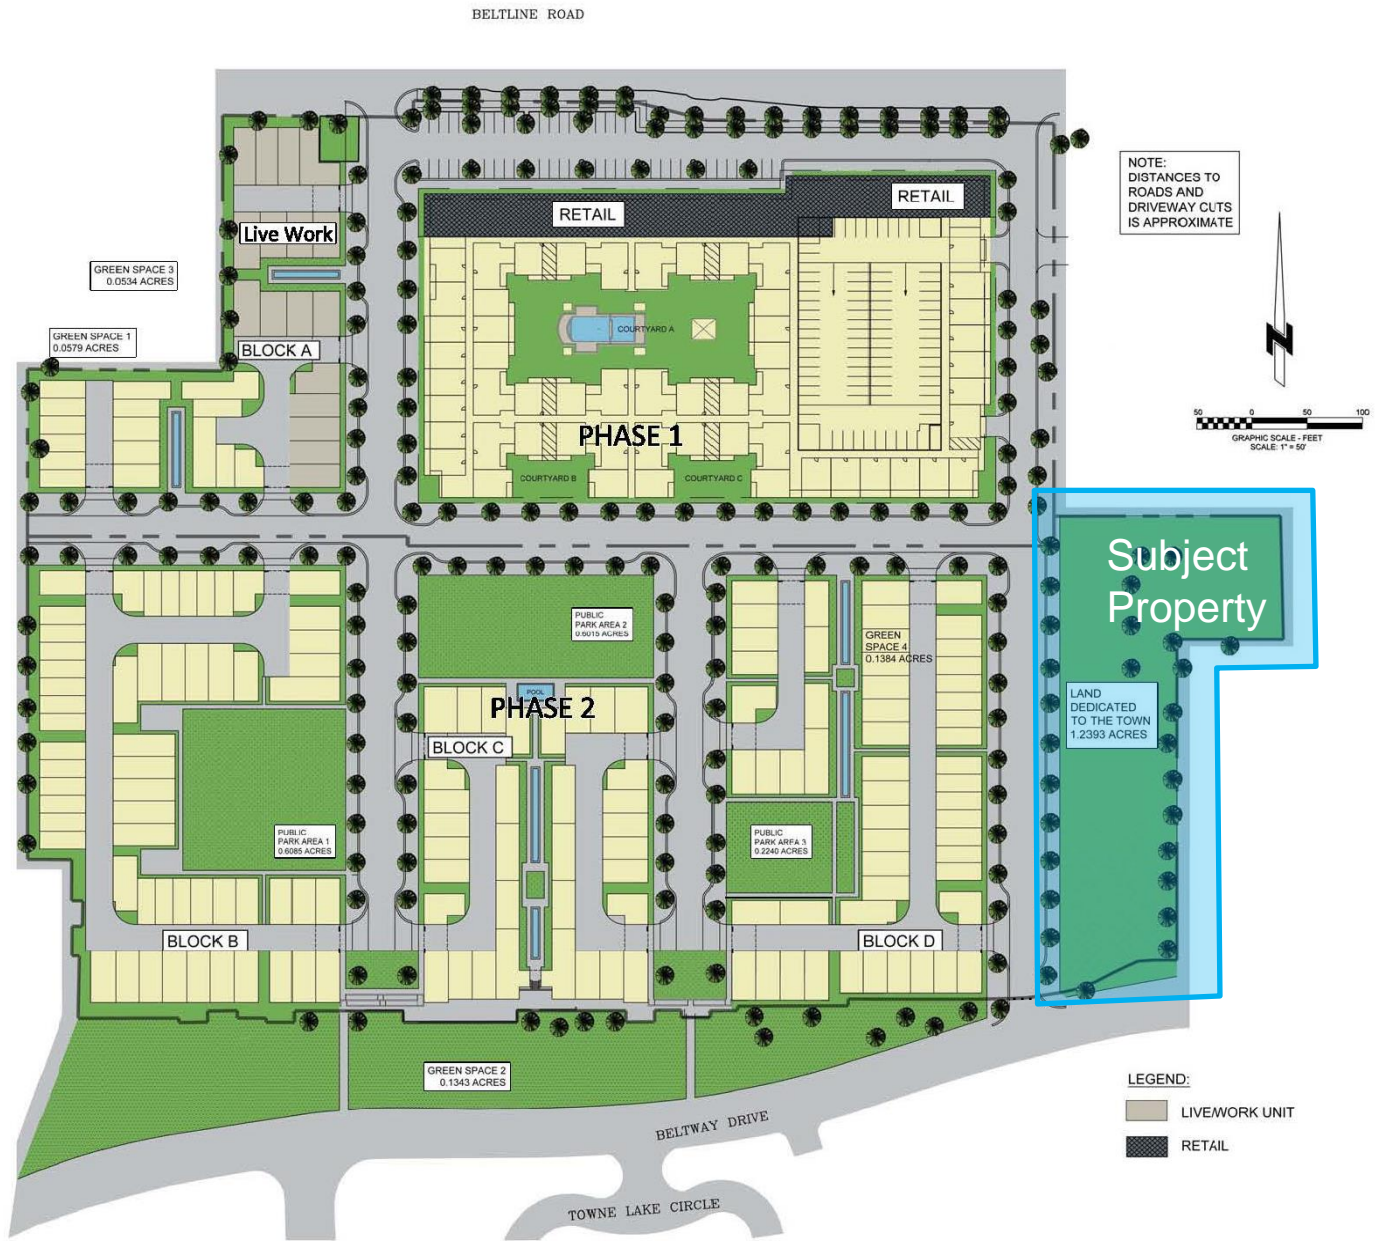 BELTLINE ROAD
NOTE:
DISTANCES TO
ROADS AND
DRIVEWAY CUTS
IS APPROXIMATE
RETAIL
RETAIL
Live Work
GREEN SPACE 3
0.0534 ACRES
GREEN SPACE 1
0.0579 ACRES
BLOCK A
COURTYARD A
N
50 0 50 100
GRAPHIC SCALE - FEET
SCALE: 1" = 50'
PHASE 1
COURTYARD B
COURTYARD C
Subject
Property
PUBLIC
PARK AREA 2
0.6015 ACRES
GREEN
SPACE 4
0.1384 ACRES
POOL
PHASE 2
LAND
DEDICATED
TO THE TOWN
1.2393 ACRES
BLOCK C
PUBLIC
PARK AREA 1
0.6085 ACRES
PUBLIC
PARK AREA 3
0.2240 ACRES
BLOCK B
BLOCK D
GREEN SPACE 2
0.1343 ACRES
BELTWAY DRIVE
TOWNE LAKE CIRCLE
LEGEND:
LIVE/WORK UNIT
RETAIL